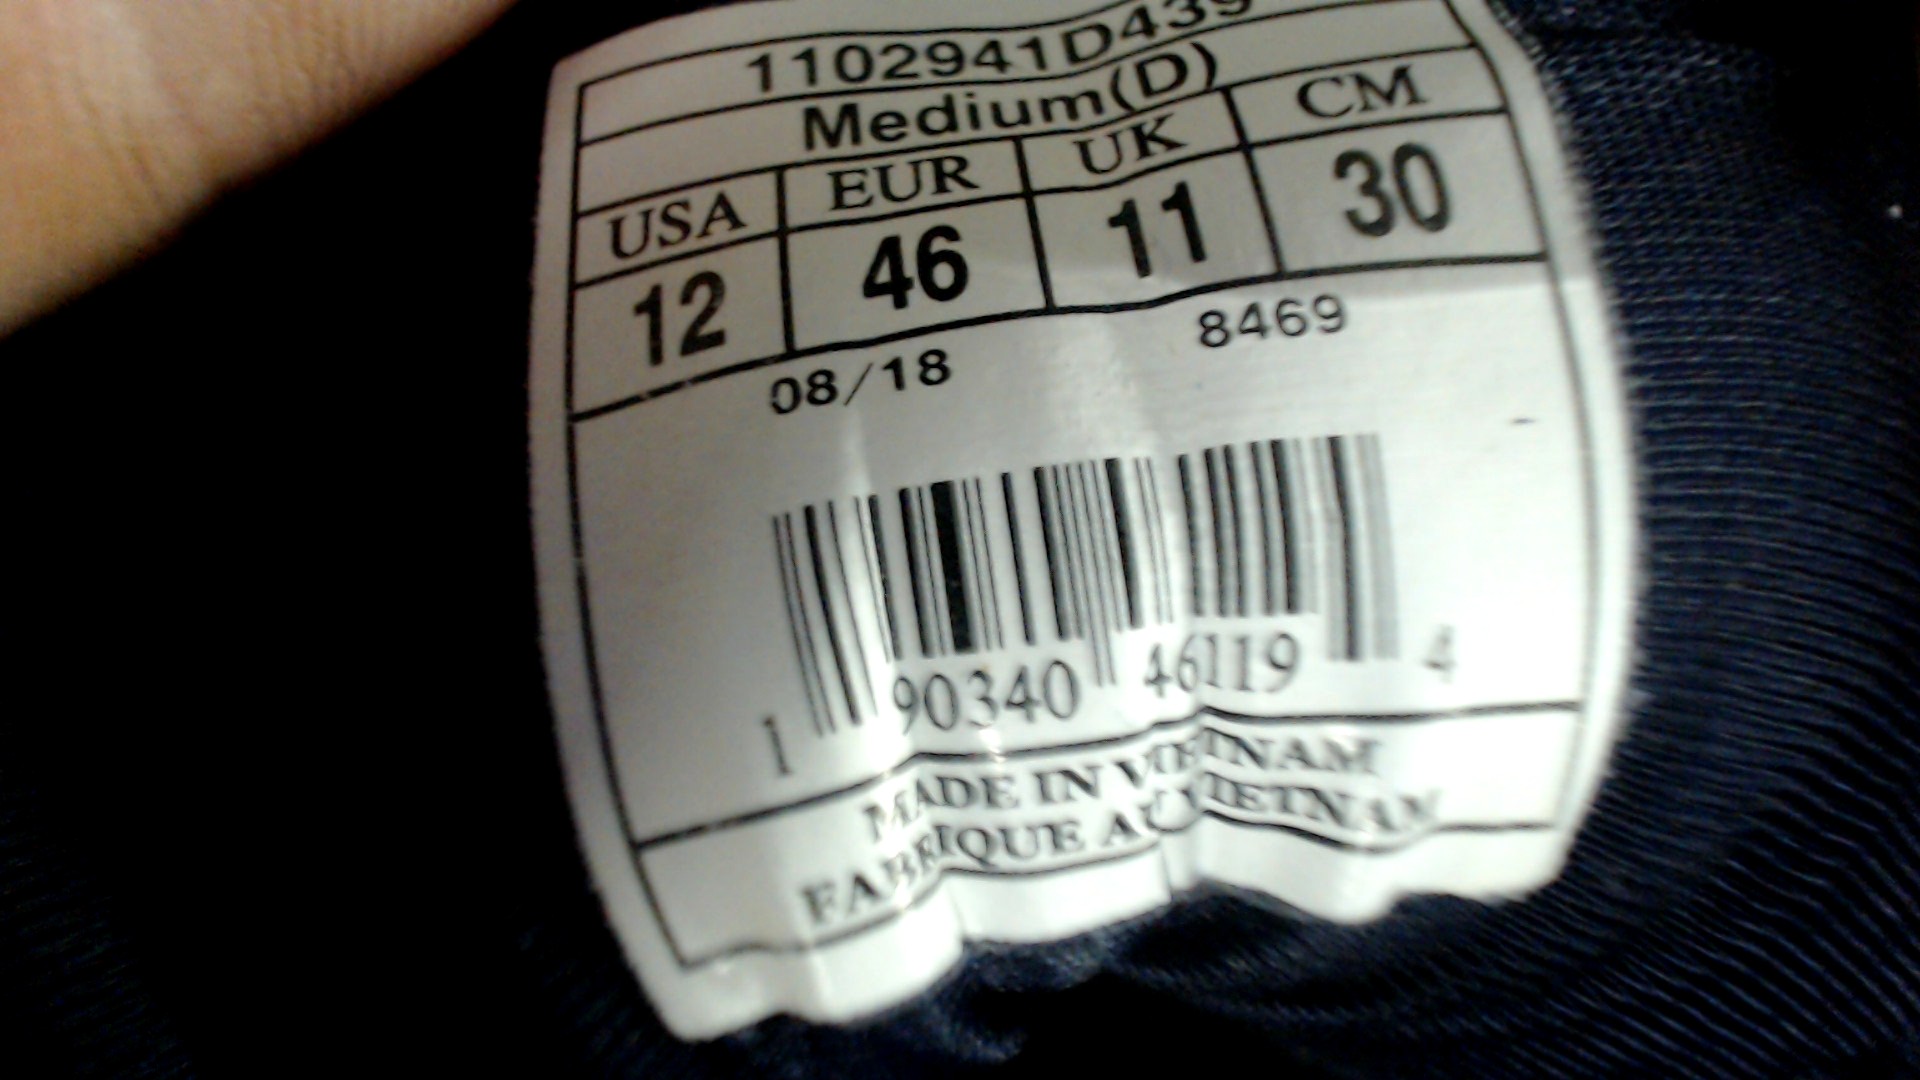 1102941D439
Medium(D)
USA EUR UK CM
12 46 11 30
08/18 8469
1 90340 46119 4
MADE IN VIETNAM
FABRIQUE AU VIETNAM